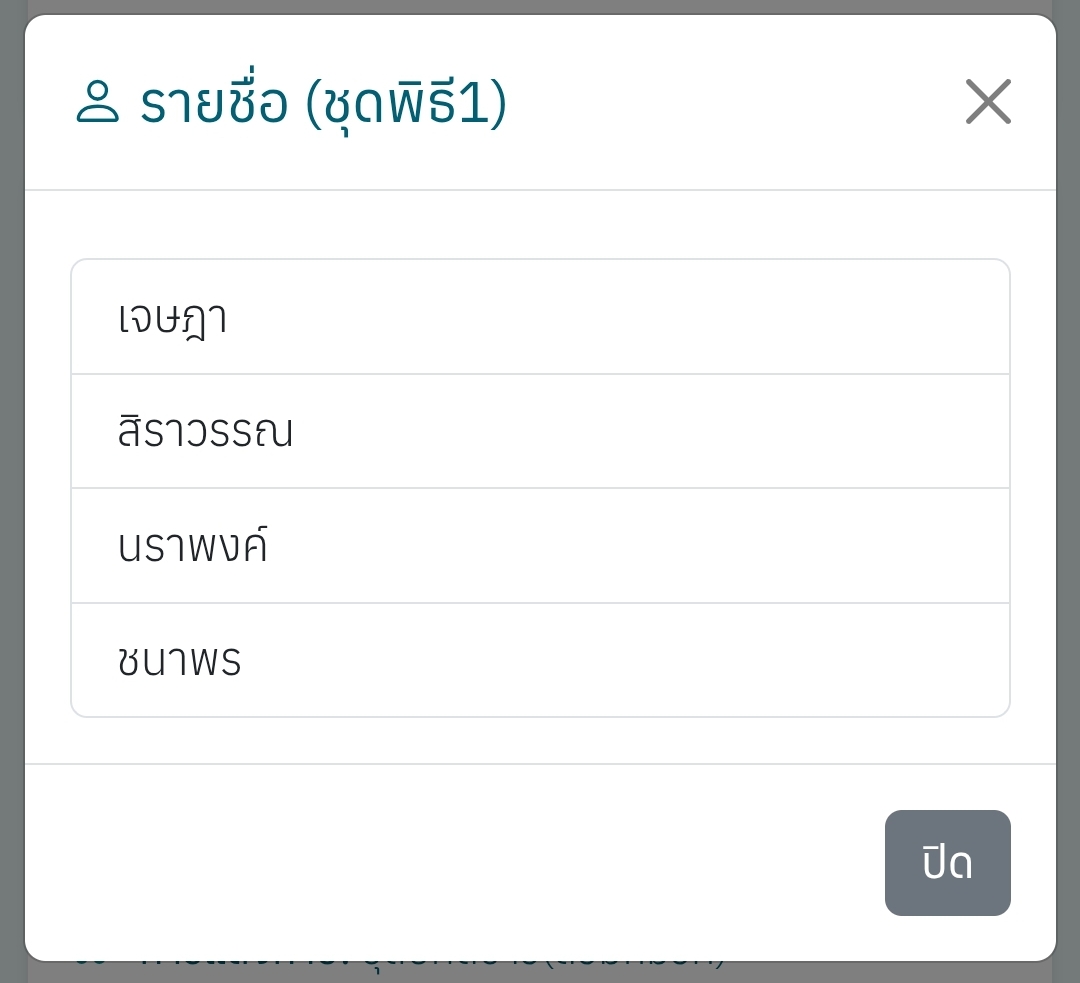 รายชื่อ (ชุดพิธี1)
เจษฎา
สิราวรรณ
นราพงค์
ชนาพร
ปิด